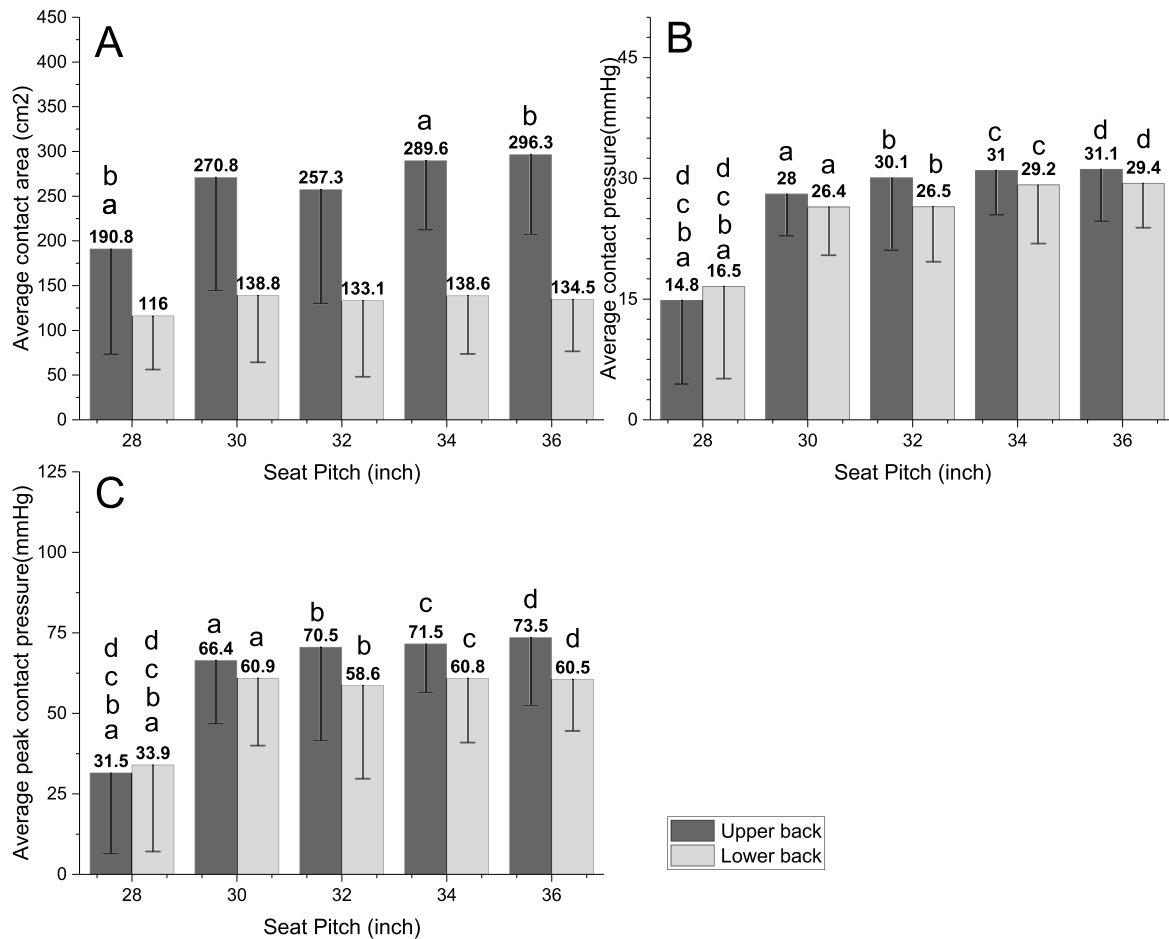 A
Average contact area (cm2)
450
400
350
300
250
200
150
100
50
0
b
a
190.8
116
270.8
138.8
257.3
133.1
a
289.6
138.6
b
296.3
134.5
28
30
32
34
36
Seat Pitch (inch)
B
Average contact pressure(mmHg)
45
30
15
0
d
c
b
a
14.8
d
c
b
a
16.5
a
28
a
26.4
b
30.1
b
26.5
c
31
c
29.2
d
31.1
d
29.4
28
30
32
34
36
Seat Pitch (inch)
C
Average peak contact pressure(mmHg)
125
100
75
50
25
0
d
c
b
a
31.5
d
c
b
a
33.9
a
66.4
a
60.9
b
70.5
b
58.6
c
71.5
c
60.8
d
73.5
d
60.5
28
30
32
34
36
Seat Pitch (inch)
Upper back
Lower back